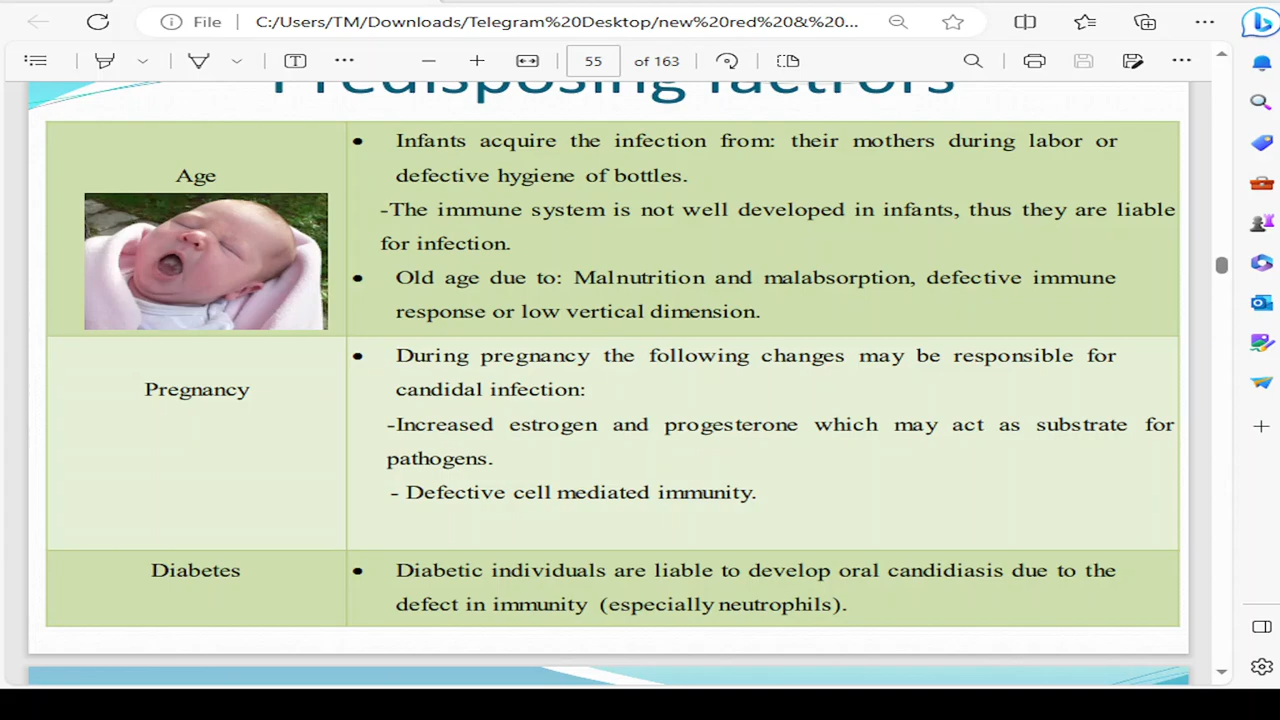 File
C:/Users/TM/Downloads/Telegram%20Desktop/new%20red%20&%20...
55 of 163
Predisposing factrors
Age
• Infants acquire the infection from: their mothers during labor or
defective hygiene of bottles.
-The immune system is not well developed in infants, thus they are liable
for infection.
• Old age due to: Malnutrition and malabsorption, defective immune
response or low vertical dimension.
Pregnancy
• During pregnancy the following changes may be responsible for
candidal infection:
-Increased estrogen and progesterone which may act as substrate for
pathogens.
- Defective cell mediated immunity.
Diabetes
• Diabetic individuals are liable to develop oral candidiasis due to the
defect in immunity (especially neutrophils).